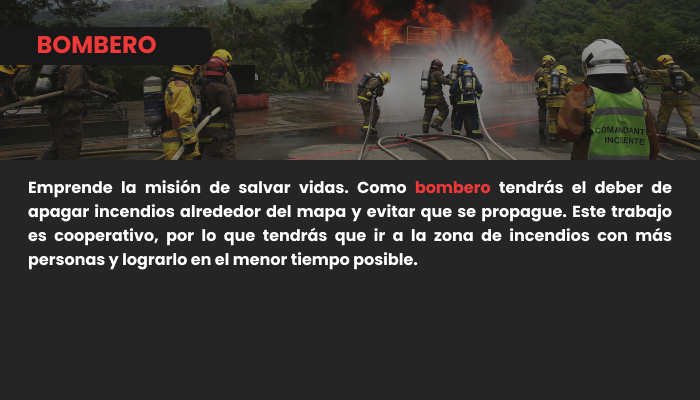 BOMBERO
COMANDANTE
INCIDENTE
Emprende la misión de salvar vidas. Como bombero tendrás el deber de
apagar incendios alrededor del mapa y evitar que se propague. Este trabajo
es cooperativo, por lo que tendrás que ir a la zona de incendios con más
personas y lograrlo en el menor tiempo posible.